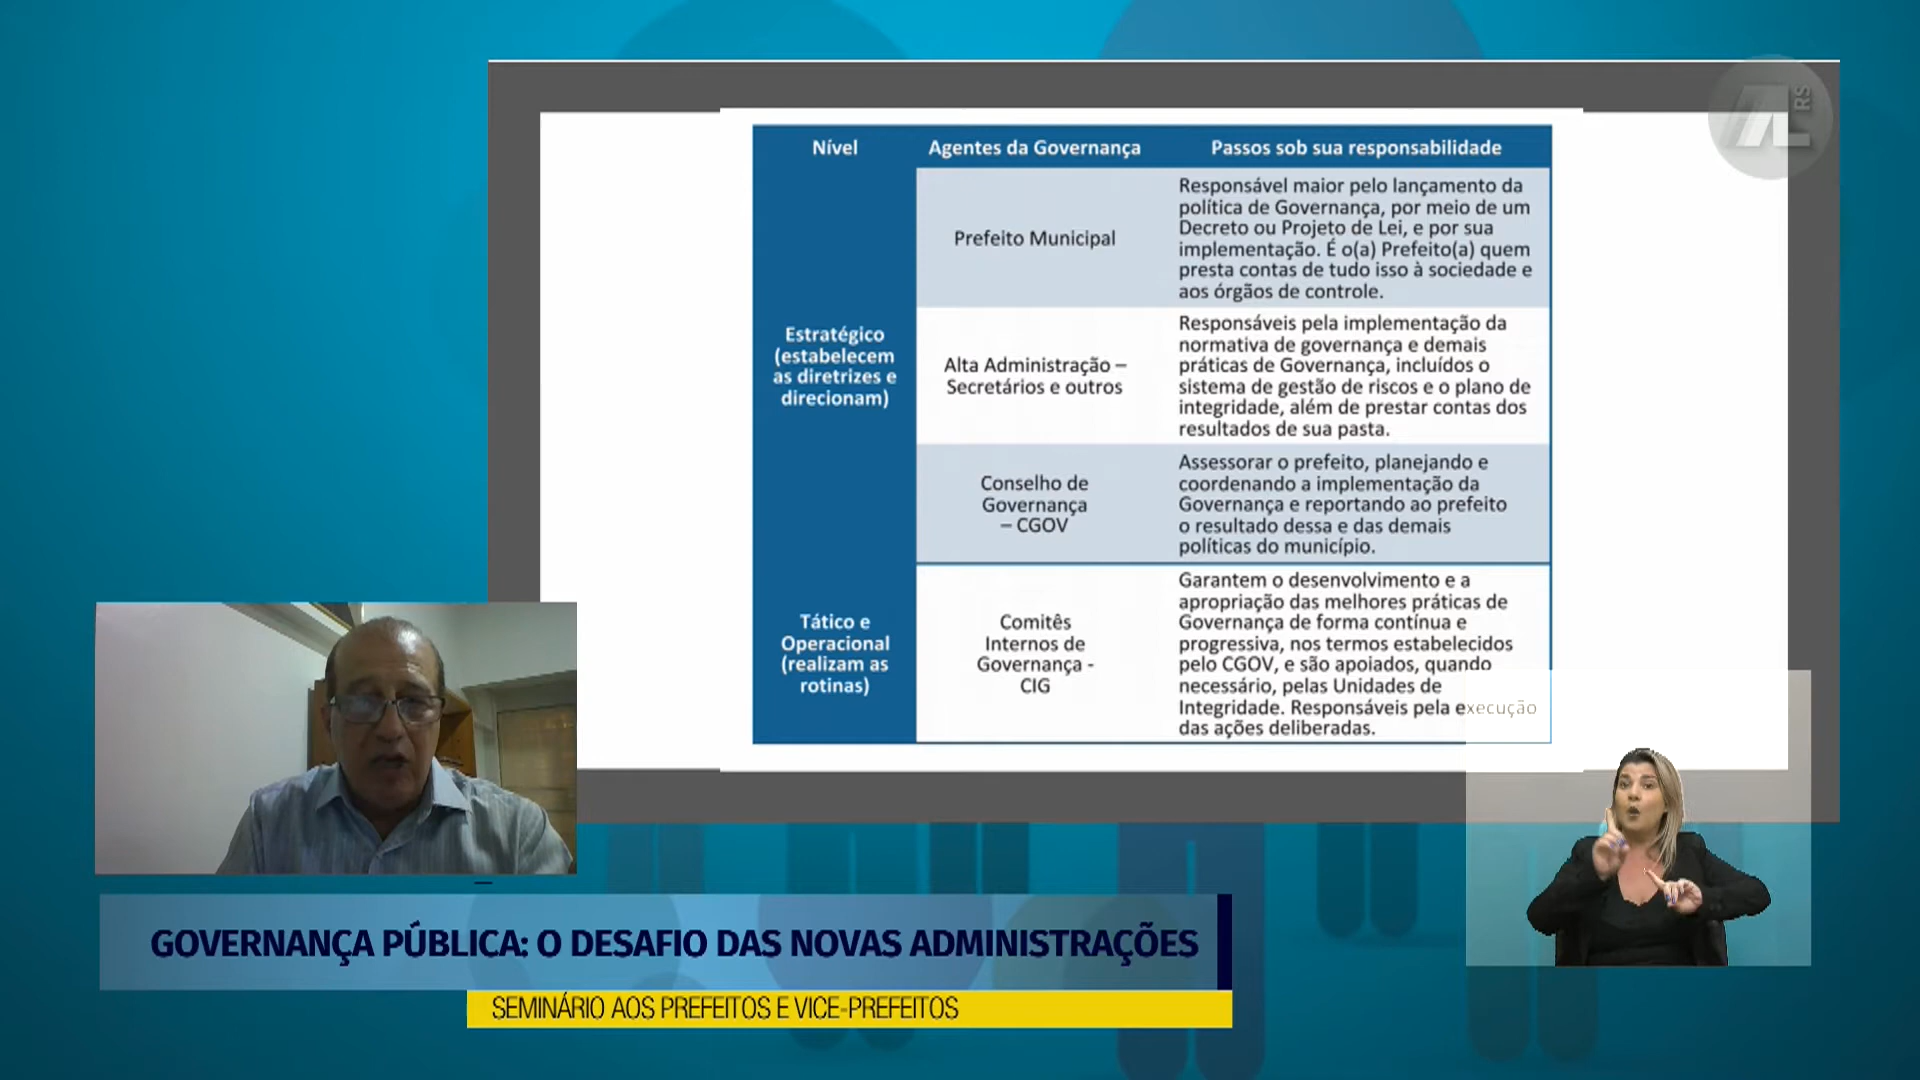 RS
Nível
Agentes da Governança
Passos sob sua responsabilidade
Estratégico
(estabelecem
as diretrizes e
direcionam)
Prefeito Municipal
Responsável maior pelo lançamento da
política de Governança, por meio de um
Decreto ou Projeto de Lei, e por sua
implementação. É o(a) Prefeito(a) quem
presta contas de tudo isso à sociedade e
aos órgãos de controle.
Alta Administração –
Secretários e outros
Responsáveis pela implementação da
normativa de governança e demais
práticas de Governança, incluídos o
sistema de gestão de riscos e o plano de
integridade, além de prestar contas dos
resultados de sua pasta.
Conselho de
Governança
– CGOV
Assessorar o prefeito, planejando e
coordenando a implementação da
Governança e reportando ao prefeito
o resultado dessa e das demais
políticas do município.
Tático e
Operacional
(realizam as
rotinas)
Comitês
Internos de
Governança -
CIG
Garantem o desenvolvimento e a
apropriação das melhores práticas de
Governança de forma contínua e
progressiva, nos termos estabelecidos
pelo CGOV, e são apoiados, quando
necessário, pelas Unidades de
Integridade. Responsáveis pela execução
das ações deliberadas.
GOVERNANÇA PÚBLICA: O DESAFIO DAS NOVAS ADMINISTRAÇÕES
SEMINÁRIO AOS PREFEITOS E VICE-PREFEITOS